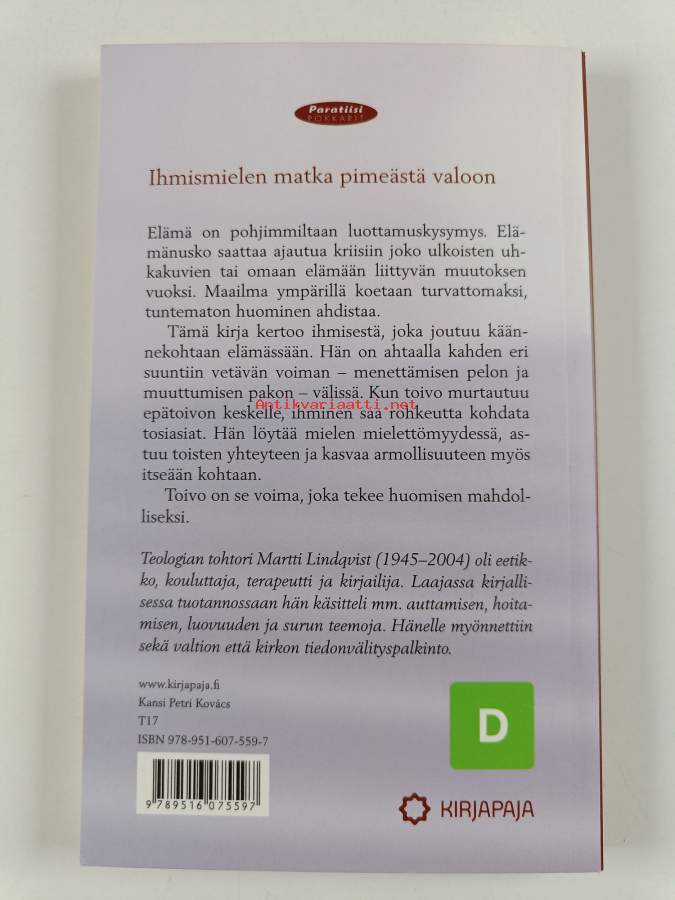 Paratiisi
POKKARIT
Ihmismielen matka pimeästä valoon
Elämä on pohjimmiltaan luottamuskysymys. Elä-
mänusko saattaa ajautua kriisiin joko ulkoisten uh-
kakuvien tai omaan elämään liittyvän muutoksen
vuoksi. Maailma ympärillä koetaan turvattomaksi,
tuntematon huominen ahdistaa.
Tämä kirja kertoo ihmisestä, joka joutuu kään-
nekohtaan elämässään. Hän on ahtaalla kahden eri
suuntiin vetävän voiman – menettämisen pelon ja
muuttumisen pakon – välissä. Kun toivo murtautuu
Antikvariaatti.net
epätoivon keskelle, ihminen saa rohkeutta kohdata
tosiasiat. Hän löytää mielen mielettömyydessä, as-
tuu toisten yhteyteen ja kasvaa armollisuuteen myös
itseään kohtaan.
Toivo on se voima, joka tekee huomisen mahdol-
liseksi.
Teologian tohtori Martti Lindqvist (1945–2004) oli eetik-
ko, kouluttaja, terapeutti ja kirjailija. Laajassa kirjalli-
sessa tuotannossaan hän käsitteli mm. auttamisen, hoita-
misen, luovuuden ja surun teemoja. Hänelle myönnettiin
sekä valtion että kirkon tiedonvälityspalkinto.
www.kirjapaja.fi
Kansi Petri Kovács
T17
ISBN 978-951-607-559-7
D
9 789516 075597
KIRJAPAJA